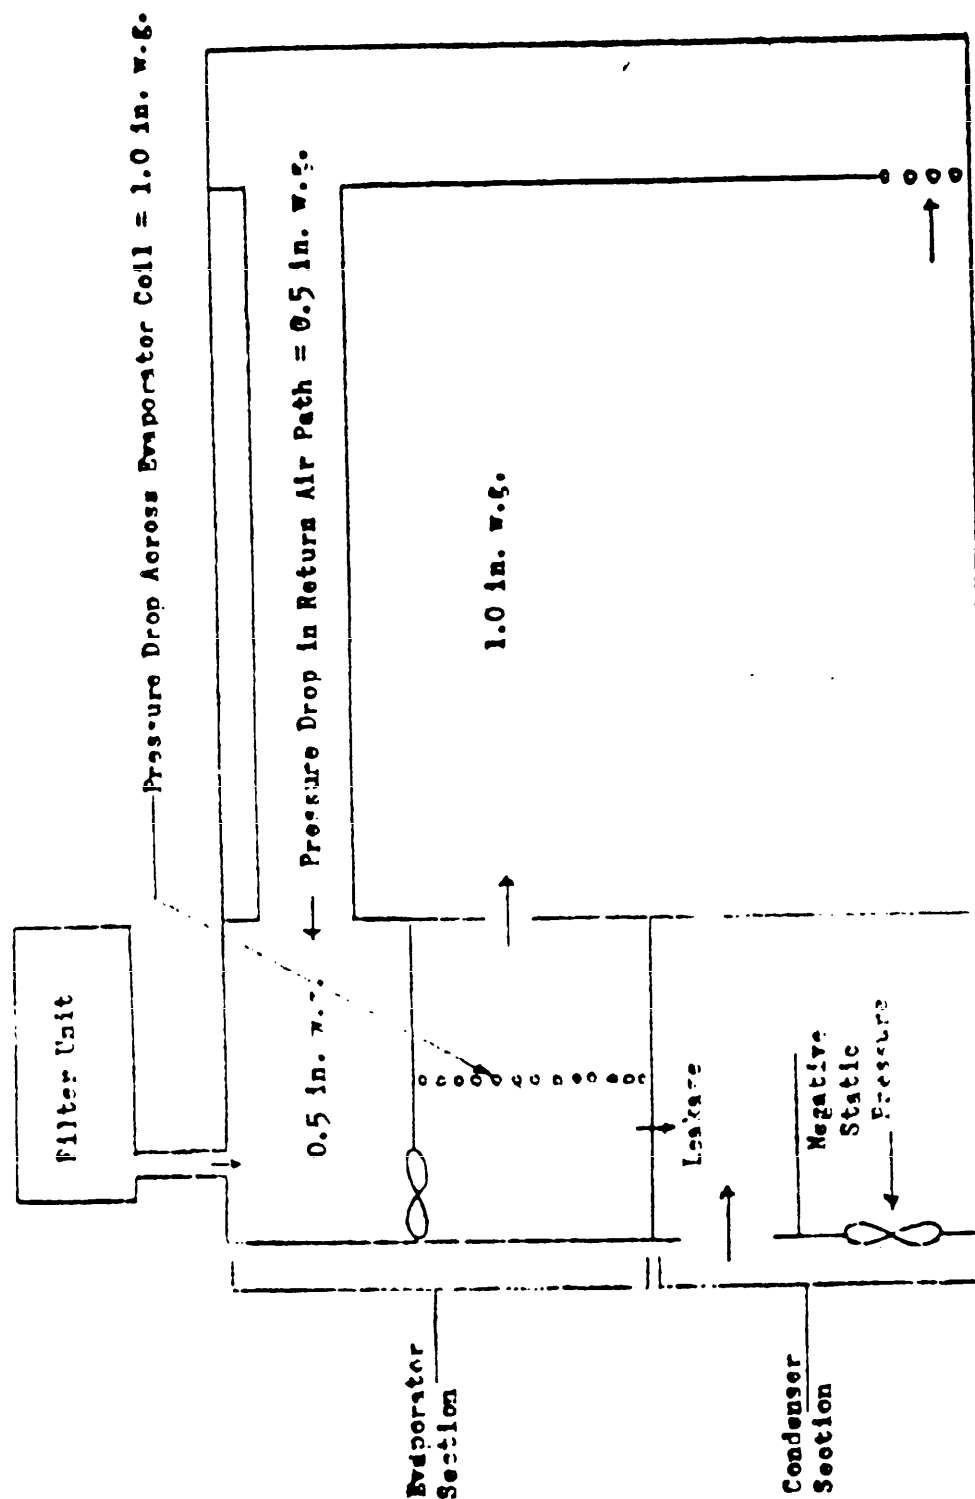 Pressure Drop Across Evaporator Coil = 1.0 in. w.g.
Filter Unit
Pressure Drop in Return Air Path = 0.5 in. w.g.
0.5 in. w.g.
1.0 in. w.g.
Leakage
Negative
Static
Pressure
Evaporator
Section
Condenser
Section